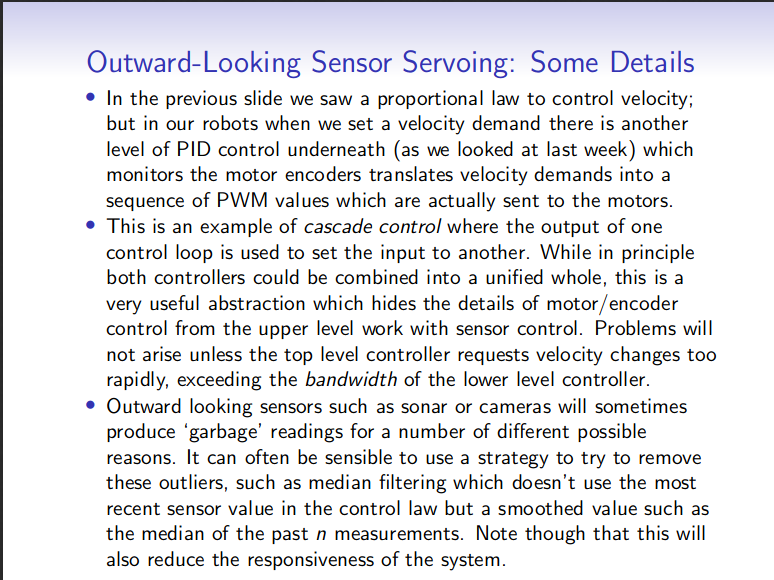 Outward-Looking Sensor Servoing: Some Details
• In the previous slide we saw a proportional law to control velocity;
but in our robots when we set a velocity demand there is another
level of PID control underneath (as we looked at last week) which
monitors the motor encoders translates velocity demands into a
sequence of PWM values which are actually sent to the motors.
• This is an example of cascade control where the output of one
control loop is used to set the input to another. While in principle
both controllers could be combined into a unified whole, this is a
very useful abstraction which hides the details of motor/encoder
control from the upper level work with sensor control. Problems will
not arise unless the top level controller requests velocity changes too
rapidly, exceeding the bandwidth of the lower level controller.
• Outward looking sensors such as sonar or cameras will sometimes
produce ‘garbage’ readings for a number of different possible
reasons. It can often be sensible to use a strategy to try to remove
these outliers, such as median filtering which doesn’t use the most
recent sensor value in the control law but a smoothed value such as
the median of the past n measurements. Note though that this will
also reduce the responsiveness of the system.